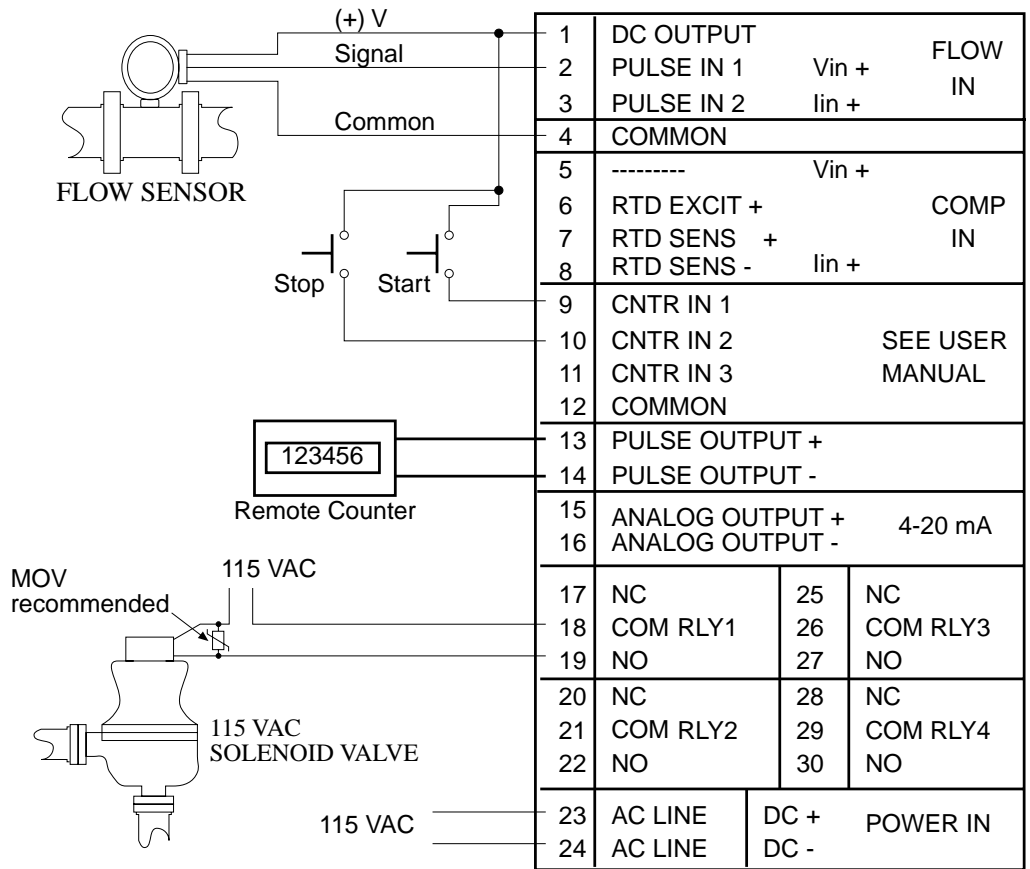 (+) V
Signal
Common
FLOW SENSOR
Stop
Start
123456
Remote Counter
115 VAC
MOV
recommended
115 VAC
SOLENOID VALVE
115 VAC
1 DC OUTPUT
2 PULSE IN 1 Vin +
3 PULSE IN 2 Iin +
FLOW
IN
4 COMMON
5 --------- Vin +
6 RTD EXCIT + COMP
7 RTD SENS + IN
8 RTD SENS - Iin +
9 CNTR IN 1
10 CNTR IN 2 SEE USER
11 CNTR IN 3 MANUAL
12 COMMON
13 PULSE OUTPUT +
14 PULSE OUTPUT -
15 ANALOG OUTPUT +
16 ANALOG OUTPUT -
4-20 mA
17 NC 25 NC
18 COM RLY1 26 COM RLY3
19 NO 27 NO
20 NC 28 NC
21 COM RLY2 29 COM RLY4
22 NO 30 NO
23 AC LINE DC +
24 AC LINE DC -
POWER IN